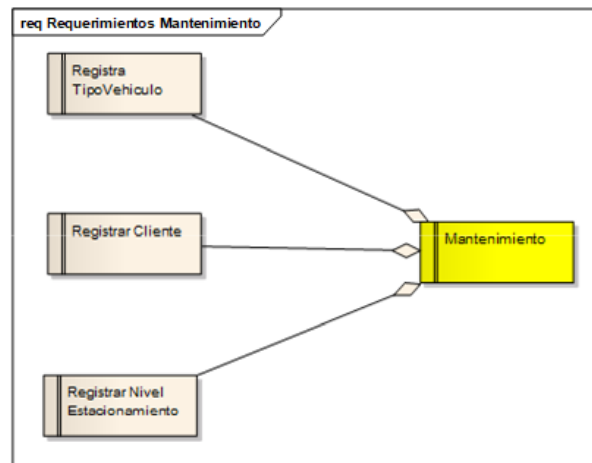 req Requerimientos Mantenimiento
Registra
TipoVehiculo
Registrar Cliente
Mantenimiento
Registrar Nivel
Estacionamiento